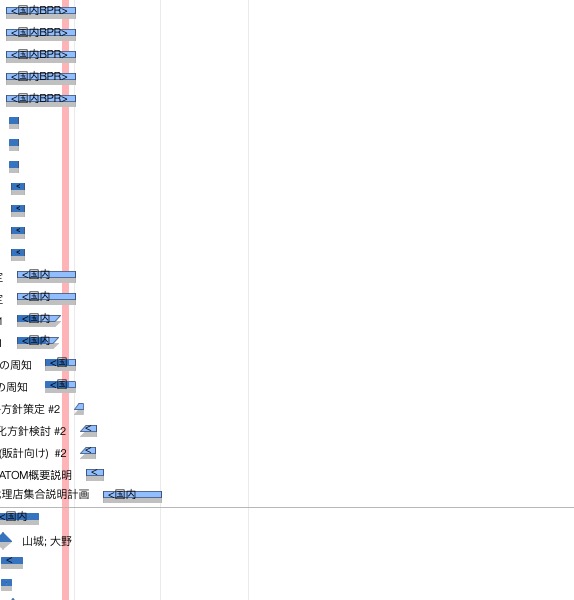 <国内BPR>
<国内BPR>
<国内BPR>
<国内BPR>
<国内BPR>
<
<
<
<
定 <国内
定 <国内
<国内
<国内
の周知 <国
の周知 <国
方針策定 #2
化方針検討 #2 <
(販計向け) #2 <
ATOM概要説明 <
理店集合説明計画 <国内
<国内
山城; 大野
<